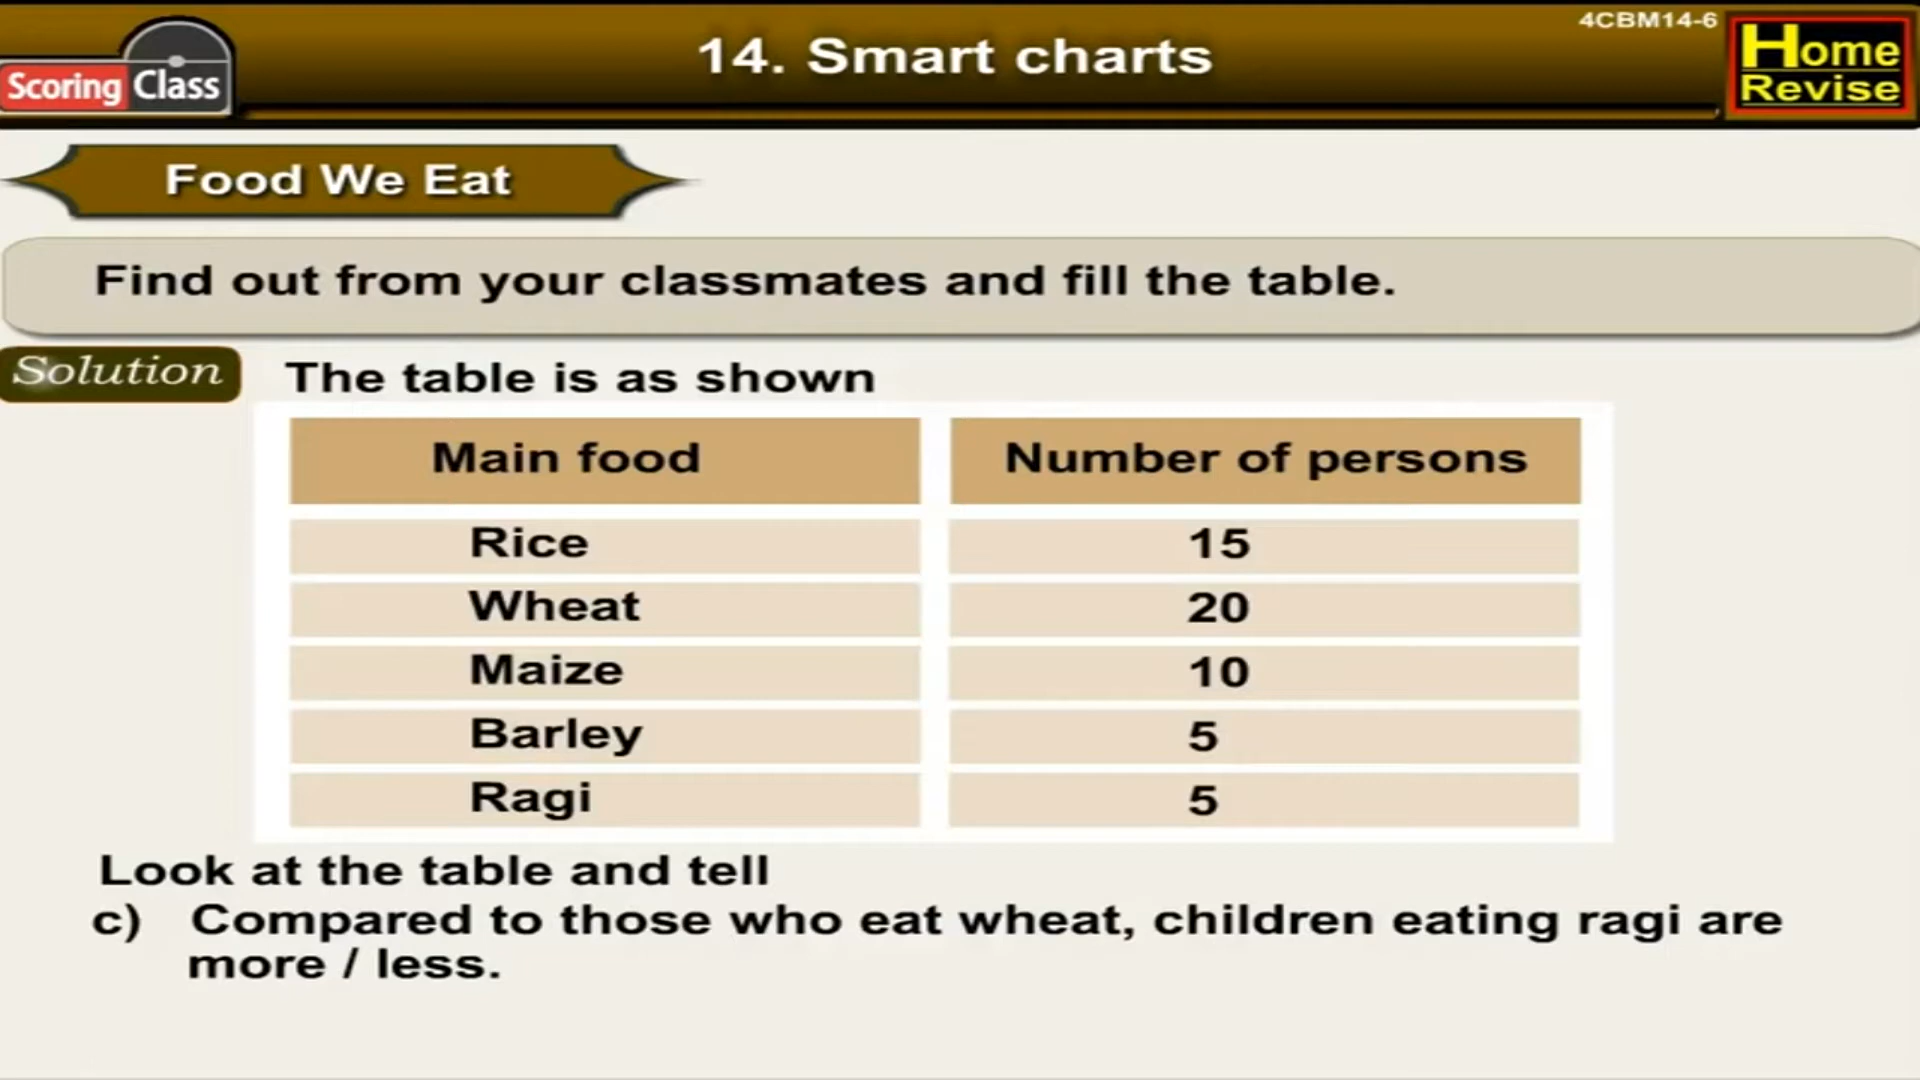 4CBM14-6
Scoring Class
14. Smart charts
Home
Revise
Food We Eat
Find out from your classmates and fill the table.
Solution
The table is as shown
Main food Number of persons
Rice 15
Wheat 20
Maize 10
Barley 5
Ragi 5
Look at the table and tell
c) Compared to those who eat wheat, children eating ragi are
more / less.